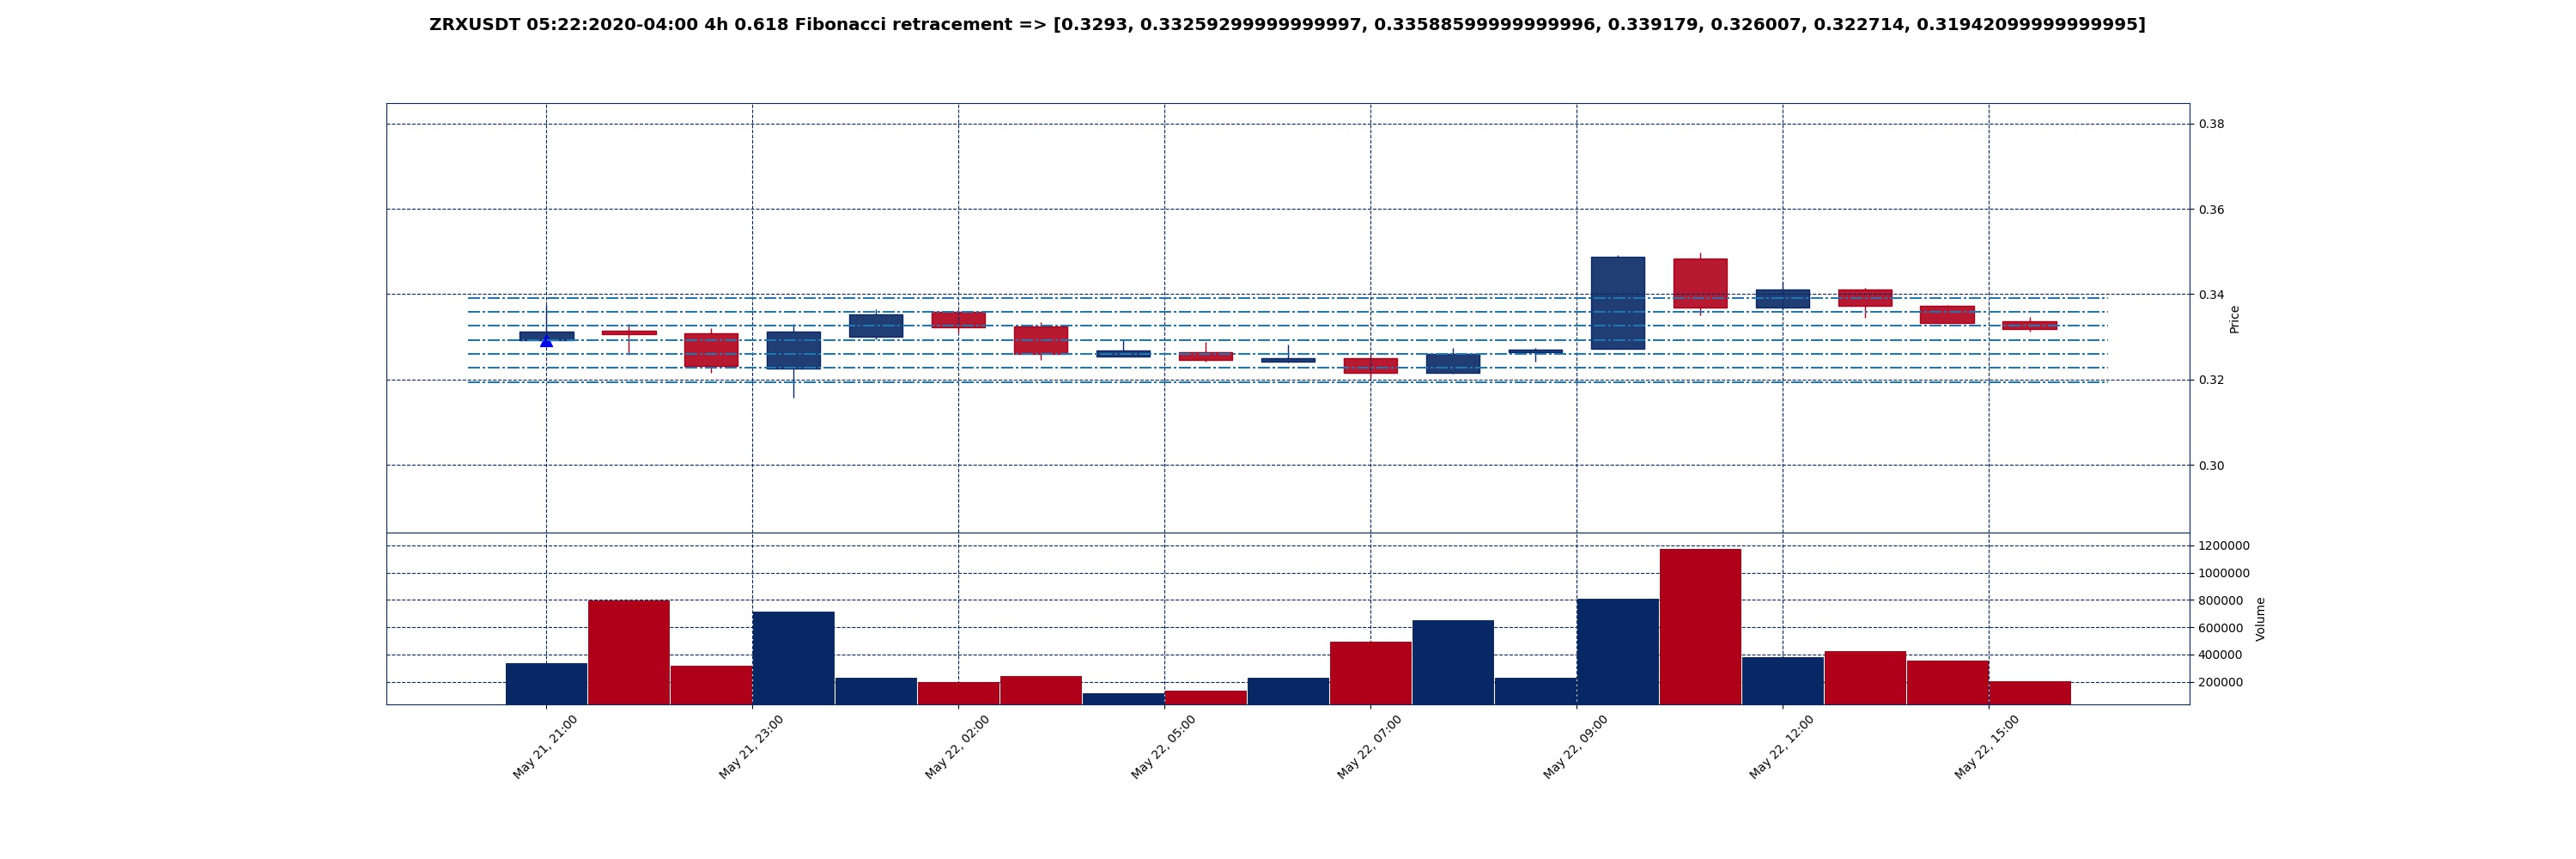 ZRXUSDT 05:22:2020-04:00 4h 0.618 Fibonacci retracement => [0.3293, 0.33259299999999997, 0.33588599999999996, 0.339179, 0.326007, 0.322714, 0.31942099999999995]
0.38
0.36
0.34
0.32
0.30
Price
1200000
1000000
800000
600000
400000
200000
Volume
May 21, 21:00
May 21, 23:00
May 22, 02:00
May 22, 05:00
May 22, 07:00
May 22, 09:00
May 22, 12:00
May 22, 15:00